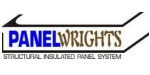 PANELWRIGHTS
STRUCTURAL INSULATED PANEL SYSTEM